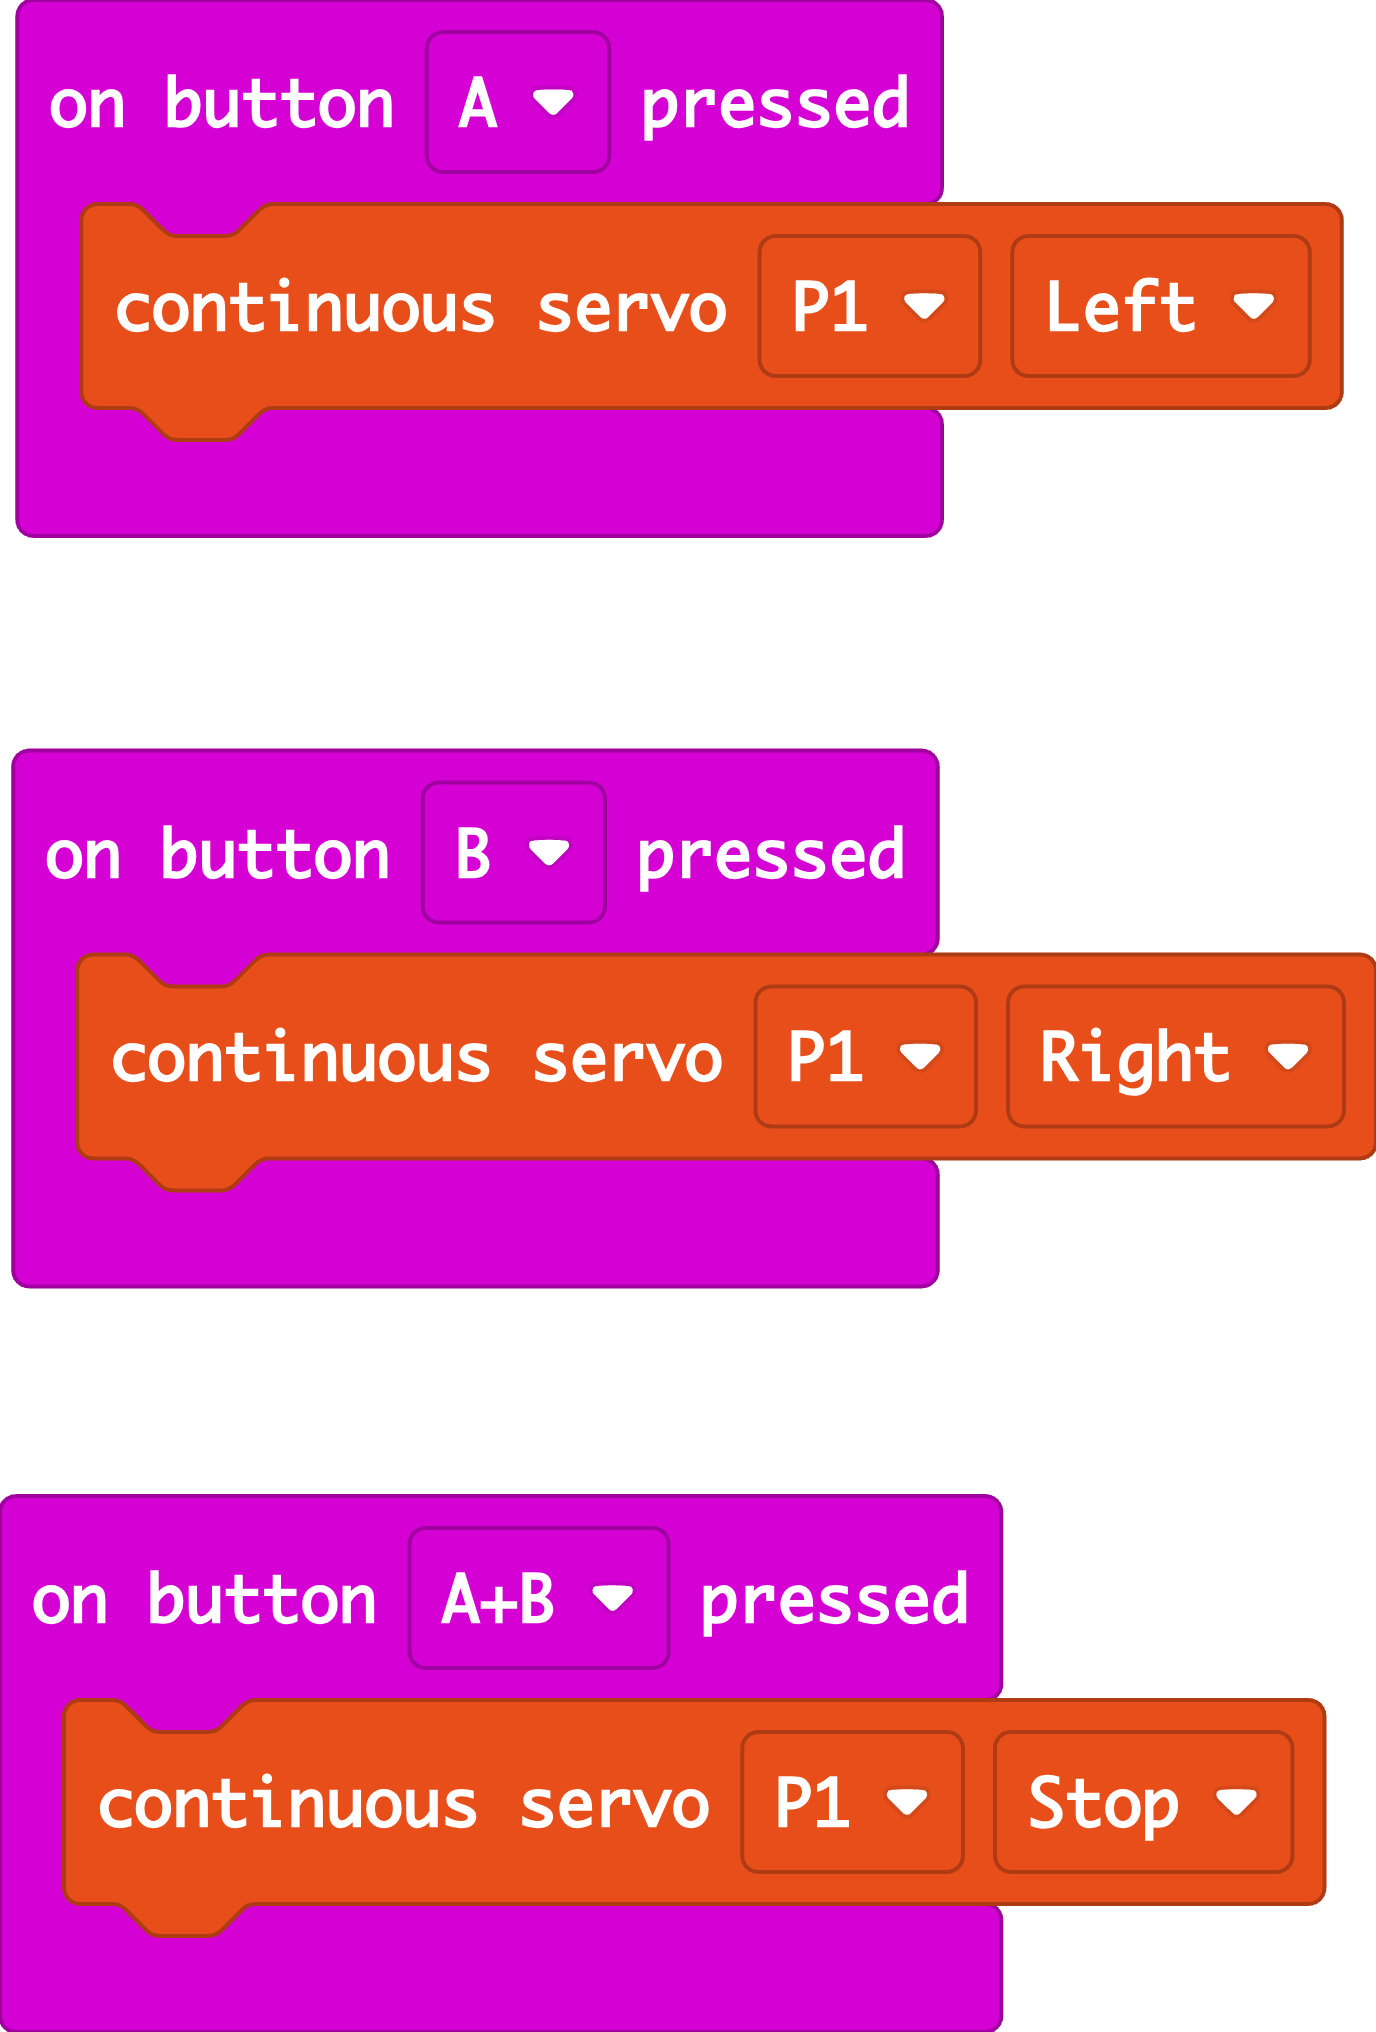 on button A pressed
continuous servo P1 Left
on button B pressed
continuous servo P1 Right
on button A+B pressed
continuous servo P1 Stop